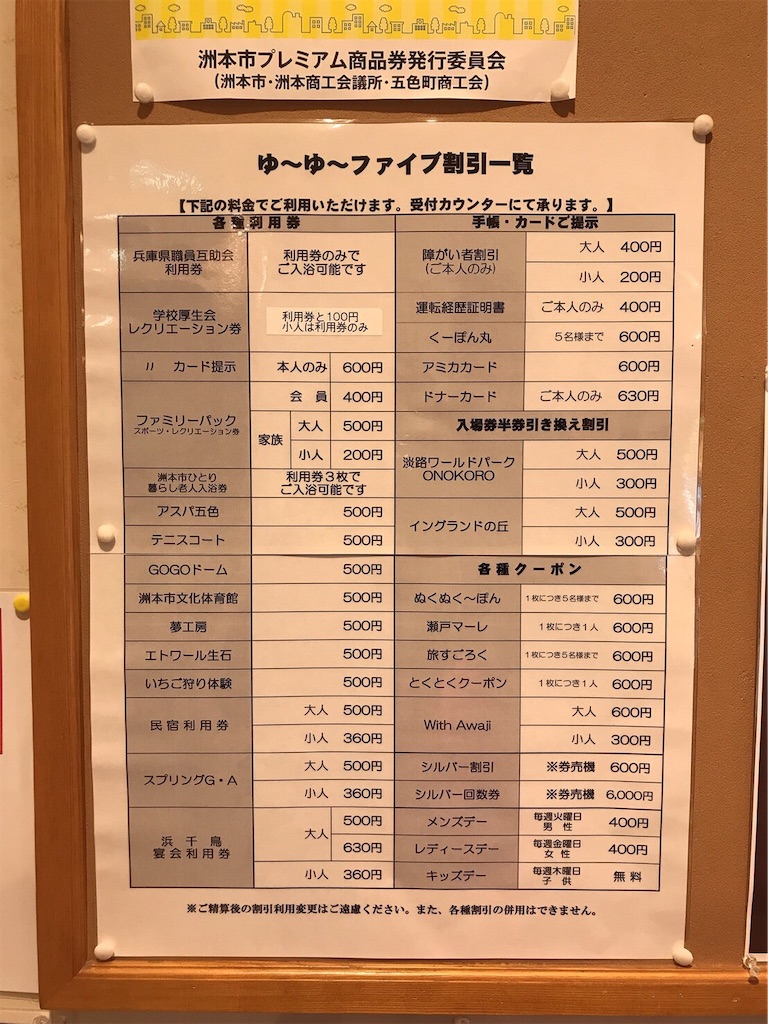 洲本市プレミアム商品券発行委員会
(洲本市・洲本商工会議所・五色町商工会)
ゆ〜ゆ〜ファイブ割引一覧
【下記の料金でご利用いただけます。受付カウンターにて承ります。】
各種利用券
兵庫県職員互助会
利用券
利用券のみで
ご入浴可能です
学校厚生会
レクリエーション券
利用券と100円
小人は利用券のみ
〃 カード提示 本人のみ 600円
ファミリーパック
スポーツ・レクリエーション券
会員 400円
家族 大人 500円
小人 200円
洲本市ひとり
暮らし老人入浴券
利用券3枚で
ご入浴可能です
アスパ五色 500円
テニスコート 500円
GOGOドーム 500円
洲本市文化体育館 500円
夢工房 500円
エトワール生石 500円
いちご狩り体験 500円
民宿利用券 大人 500円
小人 360円
スプリングG・A 大人 500円
小人 360円
浜千鳥
宴会利用券
大人 500円
630円
小人 360円
手帳・カードご提示
障がい者割引
(ご本人のみ)
大人 400円
小人 200円
運転経歴証明書 ご本人のみ 400円
くーぽん丸 5名様まで 600円
アミカカード 600円
ドナーカード ご本人のみ 630円
入場券半券引き換え割引
淡路ワールドパーク
ONOKORO
大人 500円
小人 300円
イングランドの丘 大人 500円
小人 300円
各種クーポン
ぬくぬく〜ぽん 1枚につき5名様まで 600円
瀬戸マーレ 1枚につき1人 600円
旅すごろく 1枚につき5名様まで 600円
とくとくクーポン 1枚につき1人 600円
With Awaji 大人 600円
小人 300円
シルバー割引 ※券売機 600円
シルバー回数券 ※券売機 6,000円
メンズデー 毎週火曜日
男性 400円
レディースデー 毎週金曜日
女性 400円
キッズデー 毎週木曜日
子供 無料
※ご精算後の割引利用変更はご遠慮ください。また、各種割引の併用はできません。